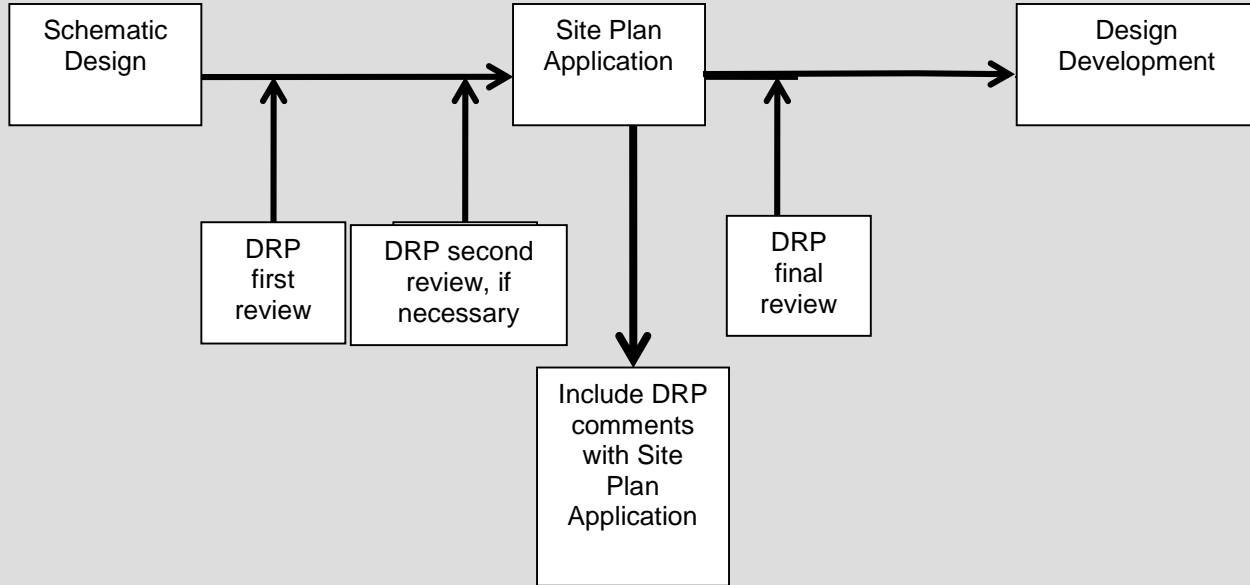 Schematic
Design
Site Plan
Application
Design
Development
DRP
first
review
DRP second
review, if
necessary
DRP
final
review
Include DRP
comments
with Site
Plan
Application